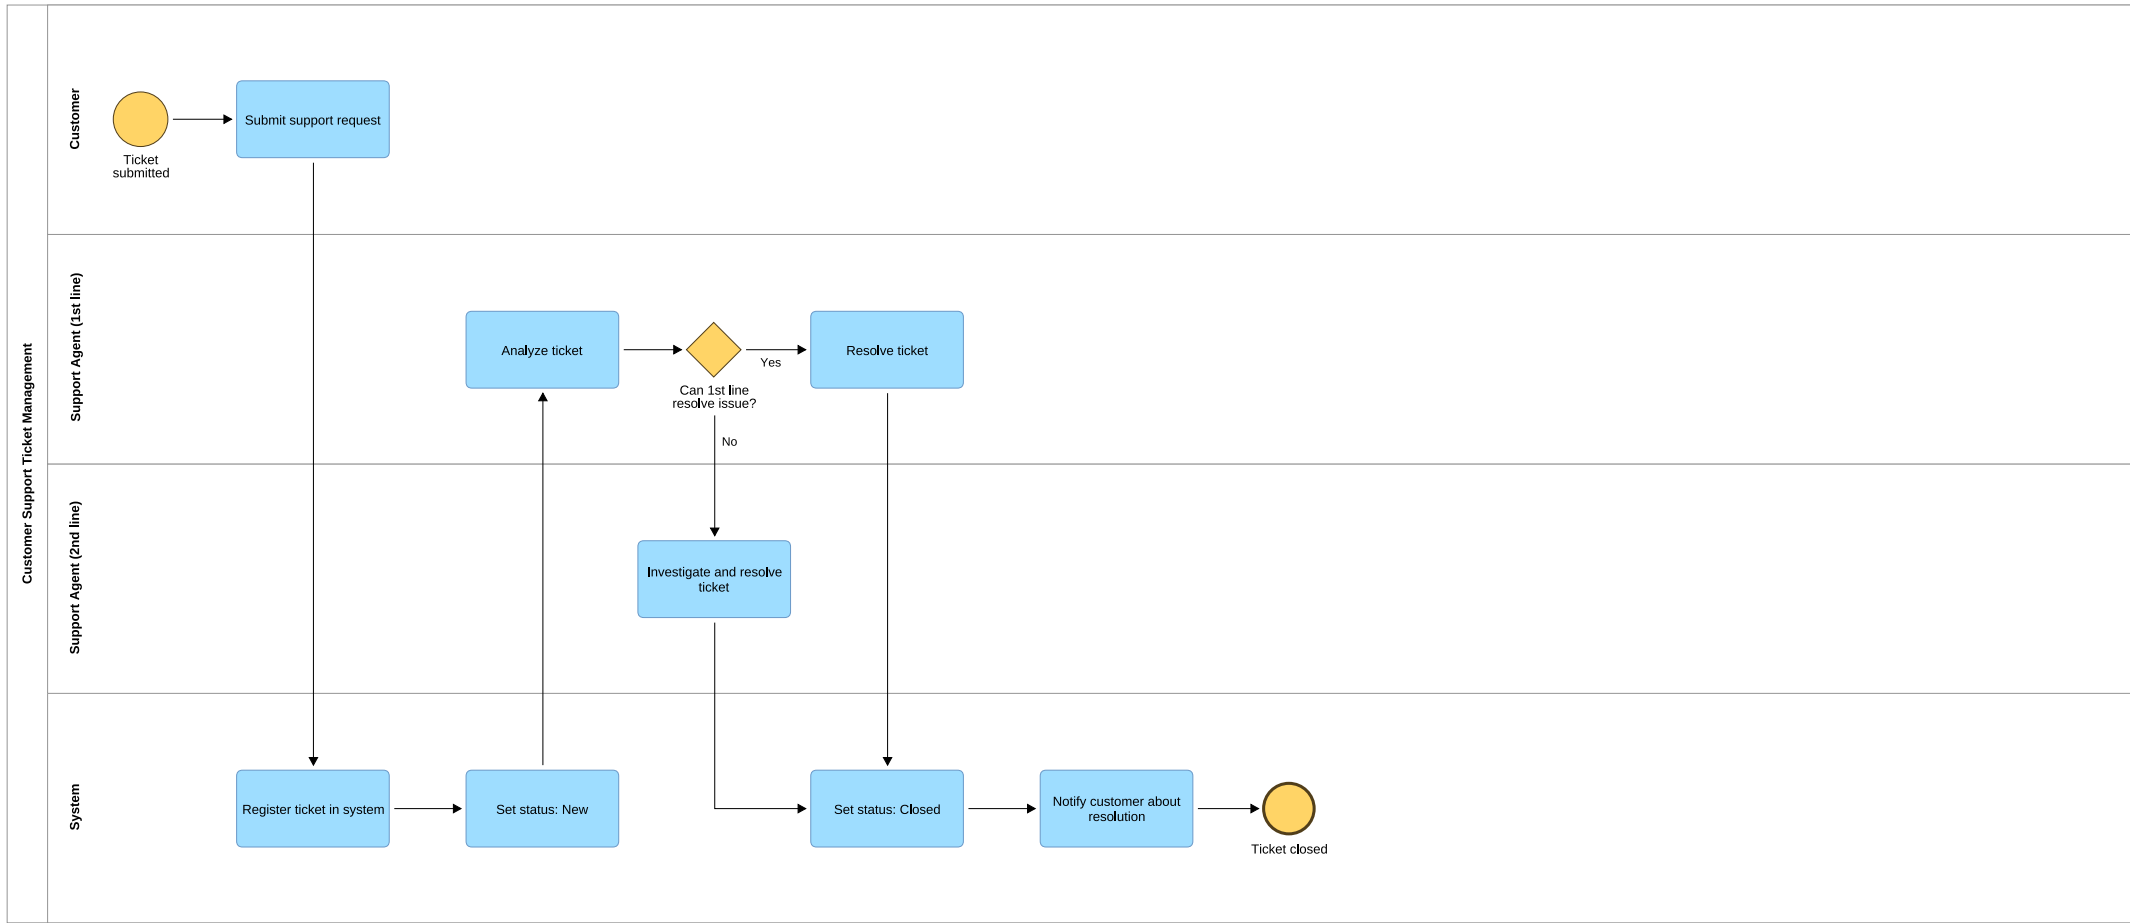 Customer Support Ticket Management
Customer
Ticket
submitted
Submit support request
Support Agent (1st line)
Analyze ticket
Can 1st line
resolve issue?
Yes
No
Resolve ticket
Support Agent (2nd line)
Investigate and resolve
ticket
System
Register ticket in system
Set status: New
Set status: Closed
Notify customer about
resolution
Ticket closed